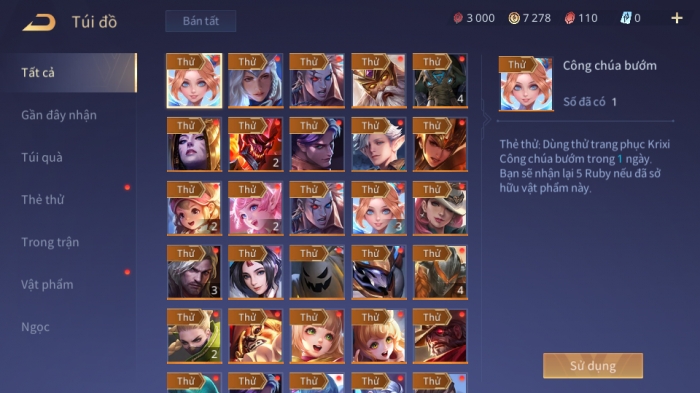 Túi đồ
Bán tất
3 000
7 278
110
0
+
Tất cả
Gần đây nhận
Túi quà
Thẻ thử
Trong trận
Vật phẩm
Ngọc
Thử Thử Thử Thử Thử
4
Thử Thử Thử Thử Thử
2
Thử Thử Thử Thử Thử
2 2 3
Thử Thử Thử Thử Thử
3 4
Thử Thử Thử Thử Thử
2
Thử Thử Thử Thử Thử
Thử
Công chúa bướm
Số đã có 1
Thẻ thử: Dùng thử trang phục Krixi
Công chúa bướm trong 1 ngày.
Bạn sẽ nhận lại 5 Ruby nếu đã sở
hữu vật phẩm này.
Sử dụng